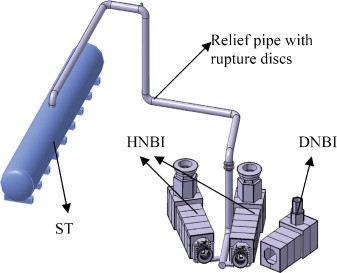 Relief pipe with
rupture discs
HNBI
DNBI
ST